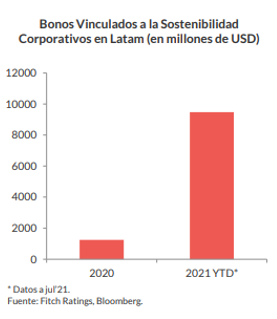 Bonos Vinculados a la Sostenibilidad
Corporativos en Latam (en millones de USD)
12000
10000
8000
6000
4000
2000
0
2020
2021 YTD*
* Datos a jul'21.
Fuente: Fitch Ratings, Bloomberg.